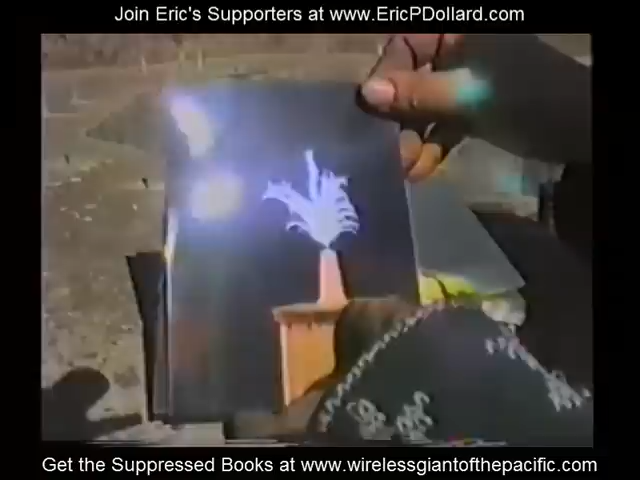 Join Eric's Supporters at www.EricPDollard.com
Get the Suppressed Books at www.wirelessgiantofthepacific.com